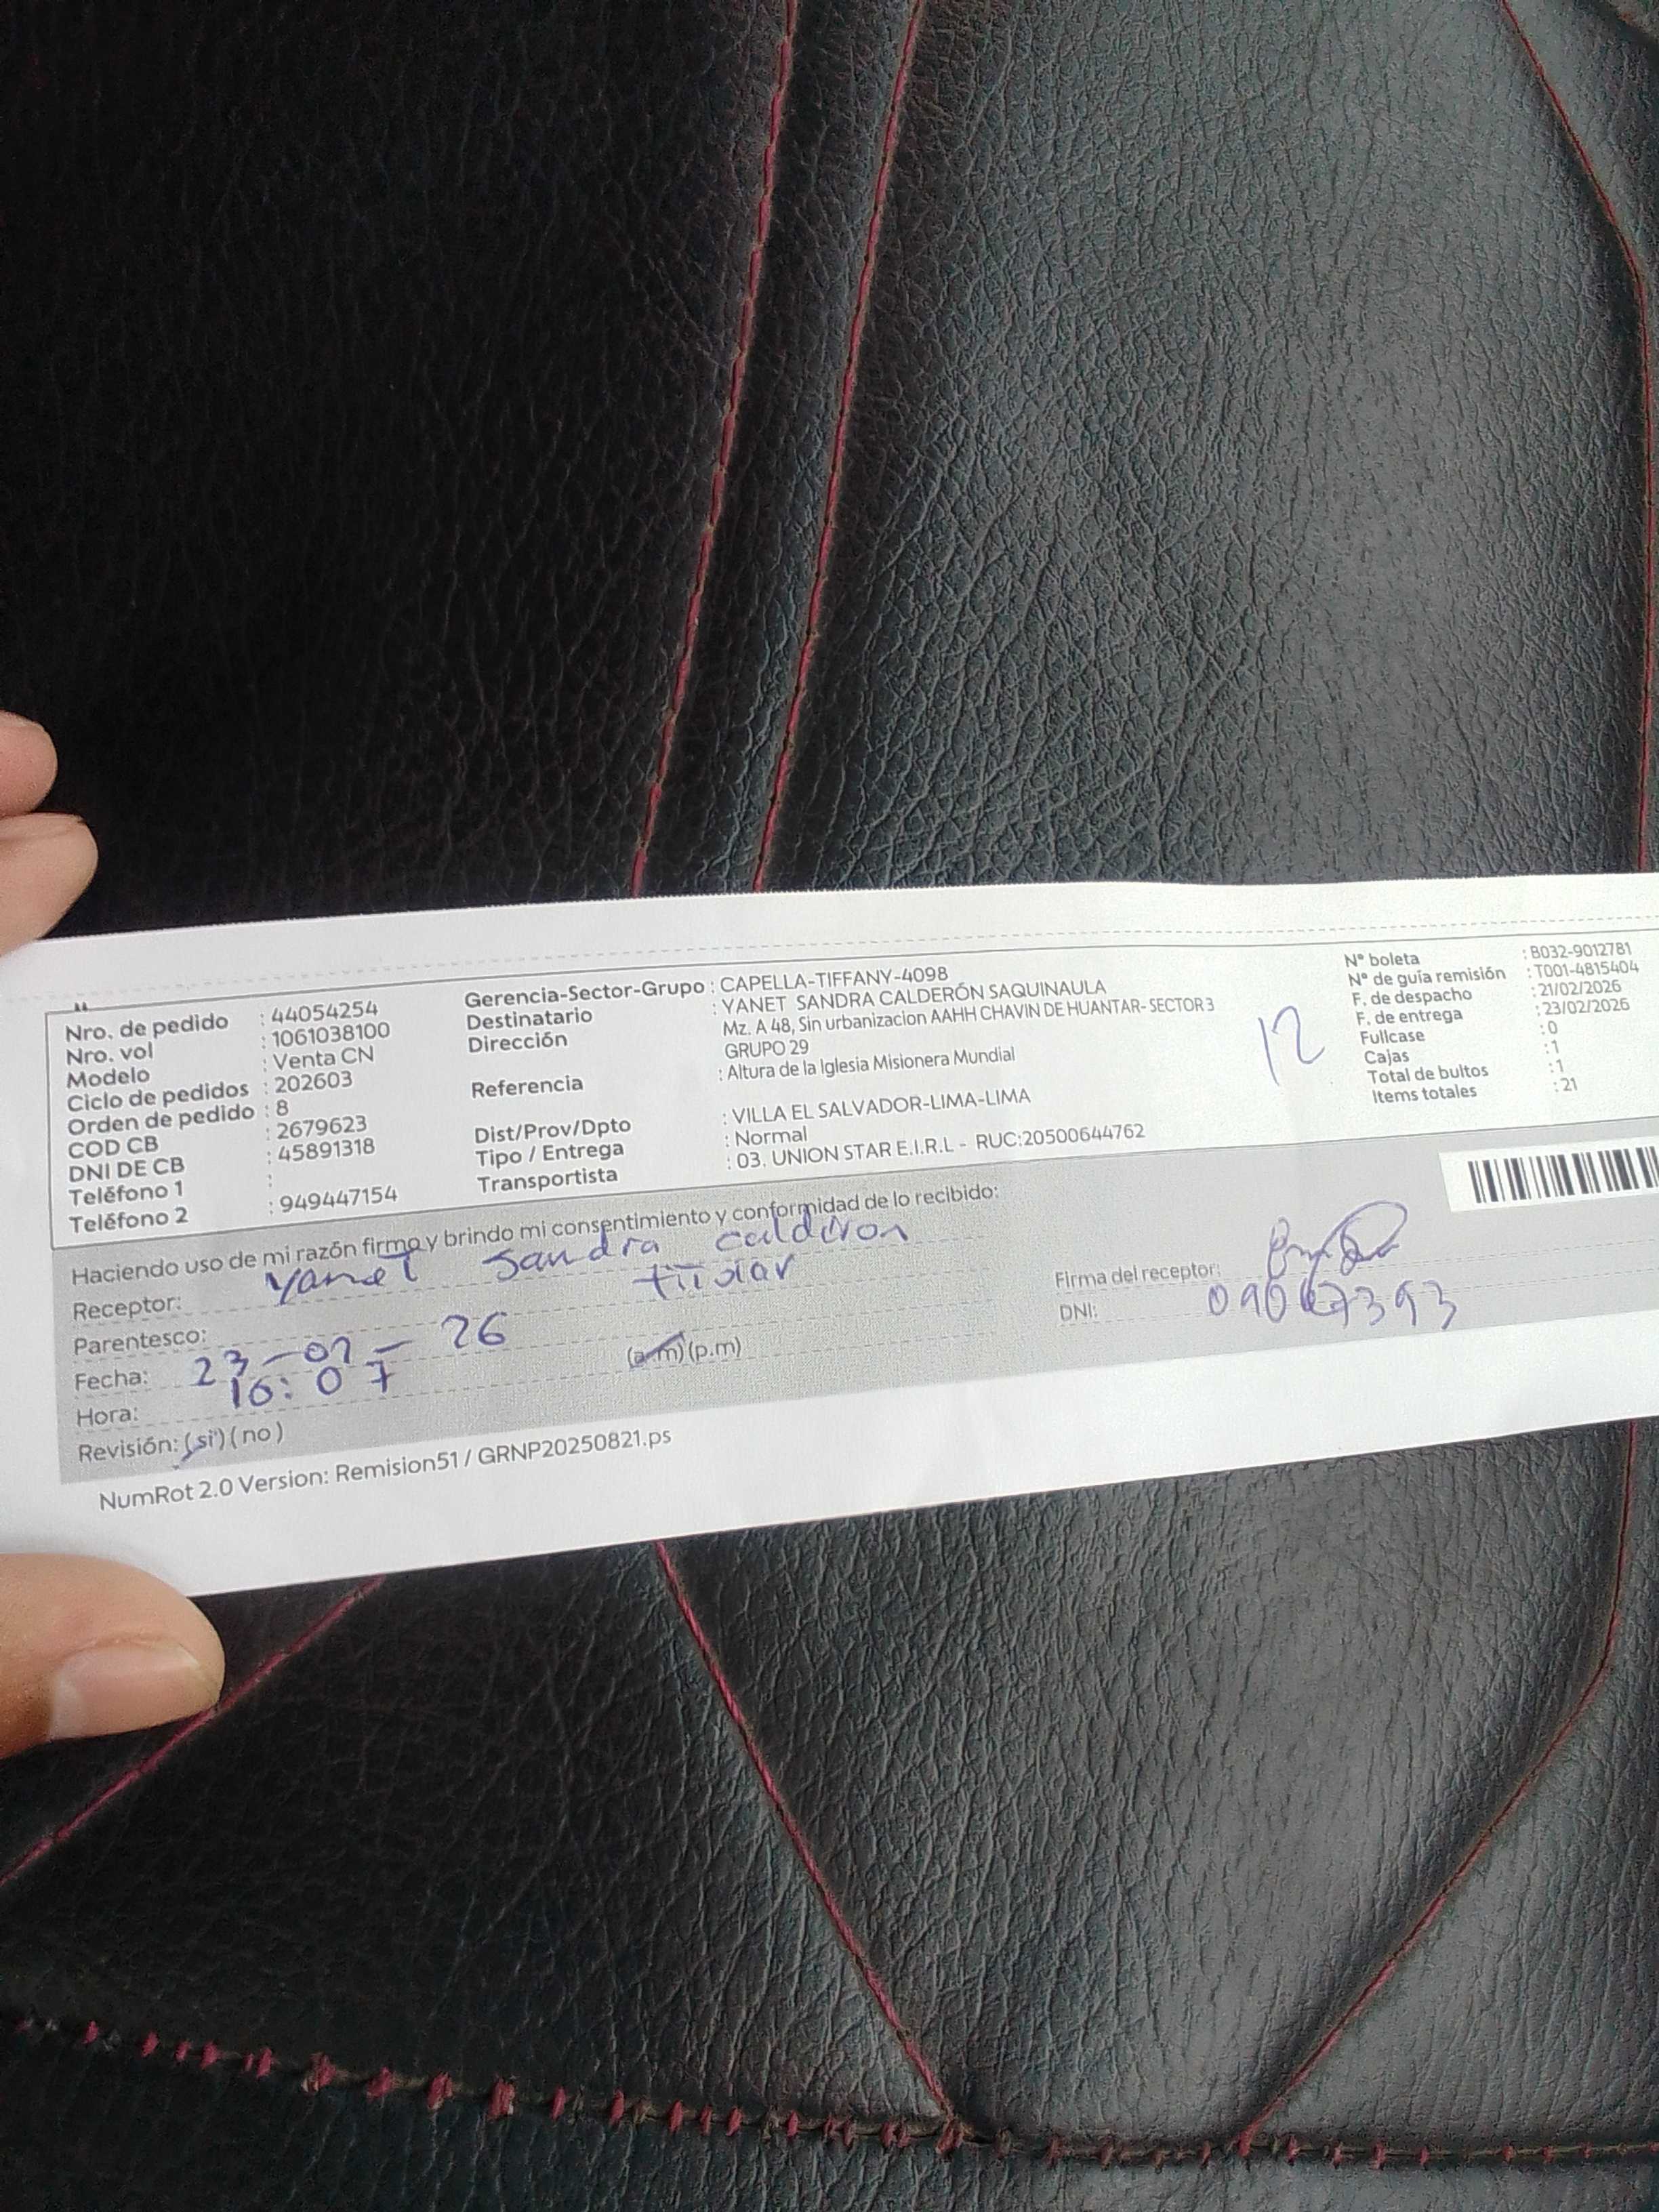 Nro. de pedido : 44054254
Nro. vol : 1061038100
Modelo : Venta CN
Ciclo de pedidos : 202603
Orden de pedido : 8
COD CB : 2679623
DNI DE CB : 45891318
Teléfono 1 :
Teléfono 2 : 949447154
Gerencia-Sector-Grupo : CAPELLA-TIFFANY-4098
Destinatario : YANET SANDRA CALDERÓN SAQUINAULA
Dirección Mz. A 48, Sin urbanizacion AAHH CHAVIN DE HUANTAR- SECTOR 3
GRUPO 29
Referencia : Altura de la Iglesia Misionera Mundial
Dist/Prov/Dpto : VILLA EL SALVADOR-LIMA-LIMA
Tipo / Entrega : Normal
Transportista : 03. UNION STAR E.I.R.L - RUC:20500644762
12
N° boleta : B032-9012781
N° de guía remisión : T001-4815404
F. de despacho : 21/02/2026
F. de entrega : 23/02/2026
Fullcase : 0
Cajas : 1
Total de bultos : 1
Items totales : 21
Haciendo uso de mi razón firmo y brindo mi consentimiento y conformidad de lo recibido:
Receptor: Yanet Sandra calderon
Parentesco: titular
Fecha: 23-02-26
Hora: 16:07 (a.m)(p.m)
Revisión: (si)(no)
Firma del receptor:
DNI:
NumRot 2.0 Version: Remision51 / GRNP20250821.ps